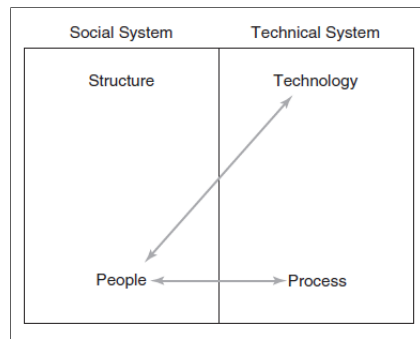 Social System Technical System
Structure Technology
People Process